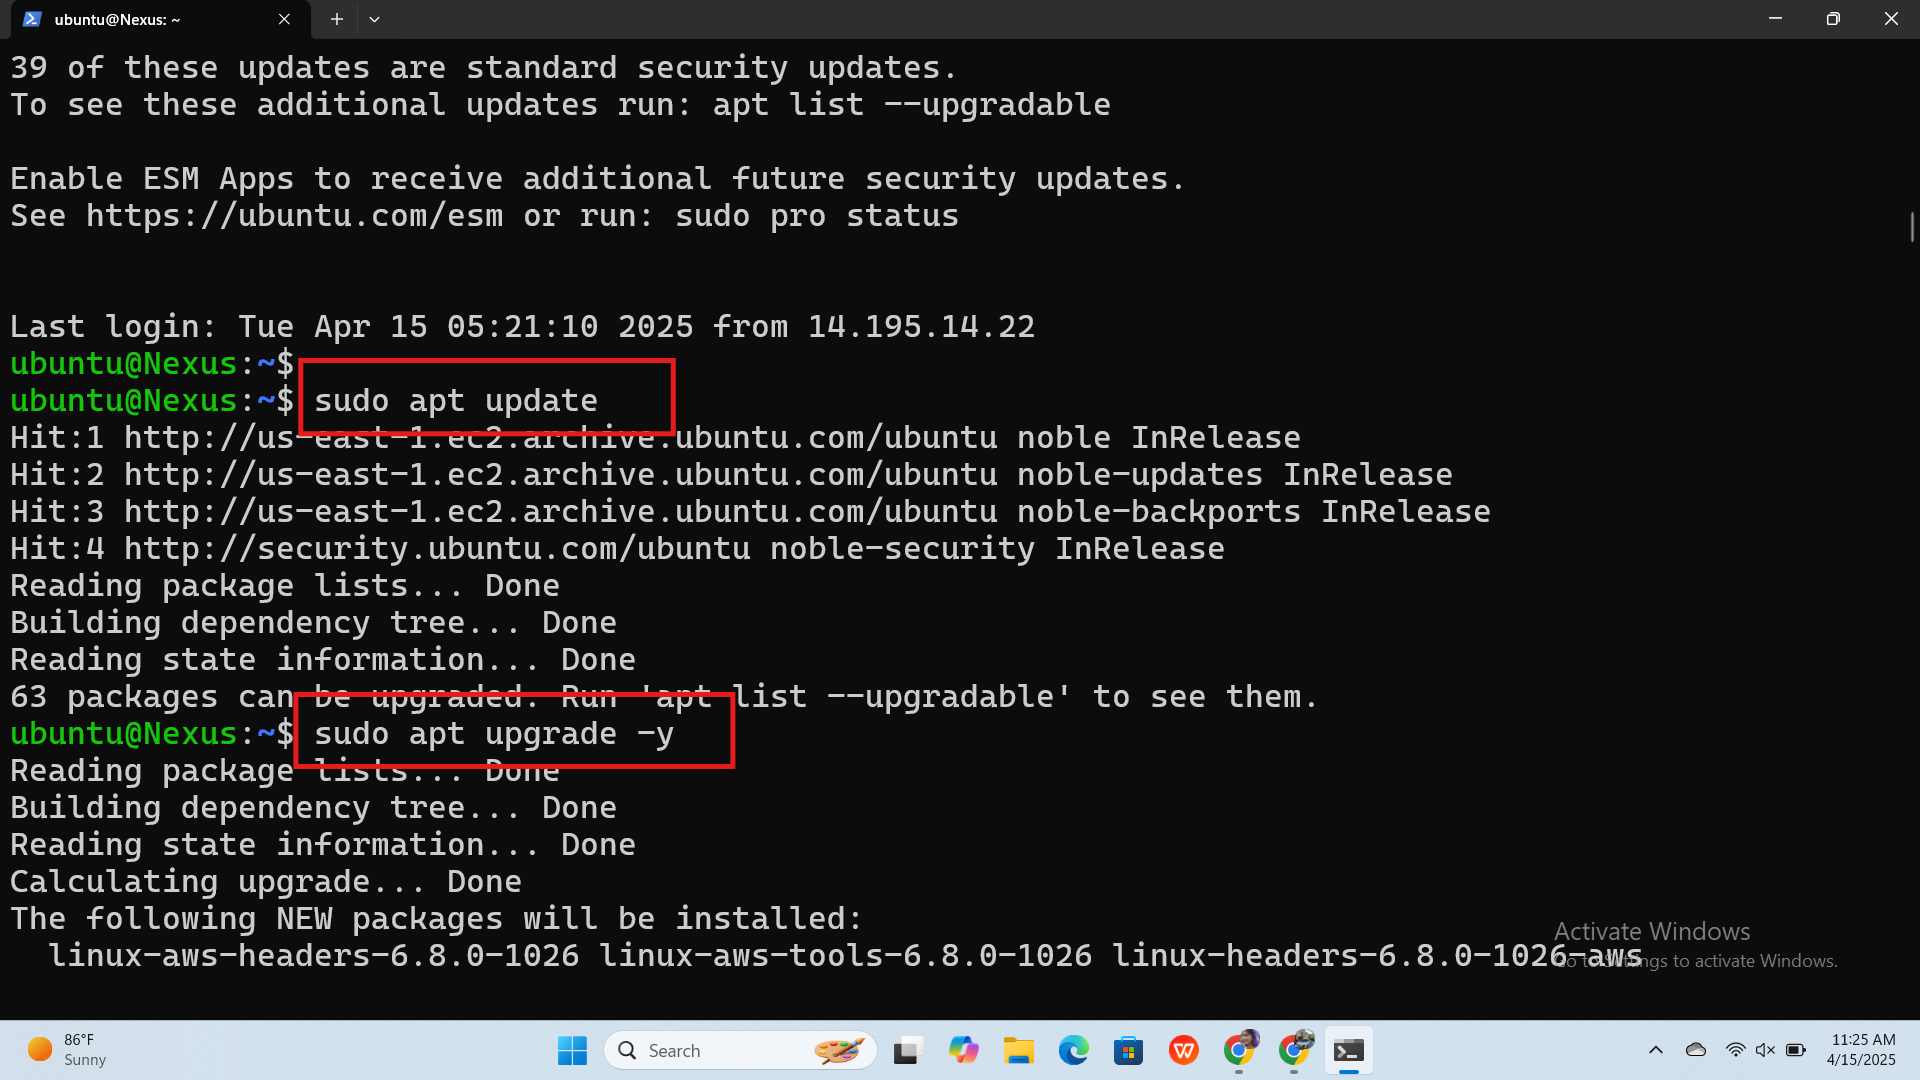 ubuntu@Nexus: ~
39 of these updates are standard security updates.
To see these additional updates run: apt list --upgradable
Enable ESM Apps to receive additional future security updates.
See https://ubuntu.com/esm or run: sudo pro status
Last login: Tue Apr 15 05:21:10 2025 from 14.195.14.22
ubuntu@Nexus:~$
ubuntu@Nexus:~$ sudo apt update
Hit:1 http://us-east-1.ec2.archive.ubuntu.com/ubuntu noble InRelease
Hit:2 http://us-east-1.ec2.archive.ubuntu.com/ubuntu noble-updates InRelease
Hit:3 http://us-east-1.ec2.archive.ubuntu.com/ubuntu noble-backports InRelease
Hit:4 http://security.ubuntu.com/ubuntu noble-security InRelease
Reading package lists... Done
Building dependency tree... Done
Reading state information... Done
63 packages can be upgraded. Run 'apt list --upgradable' to see them.
ubuntu@Nexus:~$ sudo apt upgrade -y
Reading package lists... Done
Building dependency tree... Done
Reading state information... Done
Calculating upgrade... Done
The following NEW packages will be installed:
linux-aws-headers-6.8.0-1026 linux-aws-tools-6.8.0-1026 linux-headers-6.8.0-1026-aws
Activate Windows
Go to Settings to activate Windows.
86°F
Sunny
Search
11:25 AM
4/15/2025